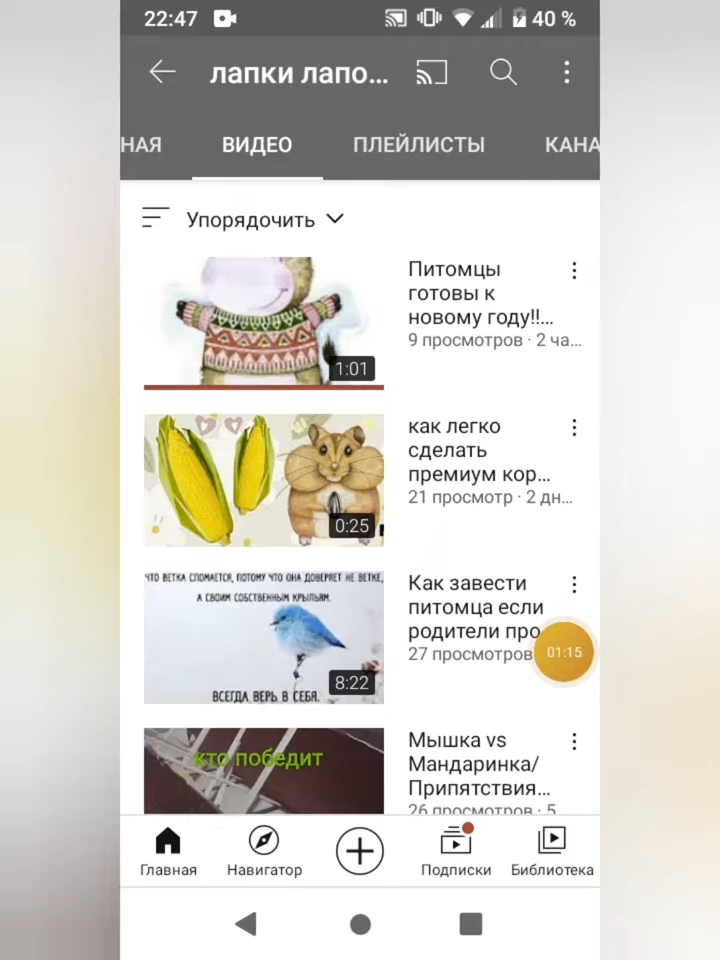 22:47
40 %
лапки лапо...
НАЯ
ВИДЕО
ПЛЕЙЛИСТЫ
КАНА
Упорядочить
1:01
Питомцы
готовы к
новому году!!...
9 просмотров · 2 ча...
0:25
как легко
сделать
премиум кор...
21 просмотр · 2 дн...
ЧТО ВЕТКА СЛОМАЕТСЯ, ПОТОМУ ЧТО ОНА ДОВЕРЯЕТ НЕ ВЕТКЕ,
А СВОИМ СОБСТВЕННЫМ КРЫЛЬЯМ.
ВСЕГДА ВЕРЬ В СЕБЯ.
8:22
Как завести
питомца если
родители про
27 просмотров
01:15
кто победит
Мышка vs
Мандаринка/
Припятствия...
26 просмотров · 5
Главная
Навигатор
Подписки
Библиотека